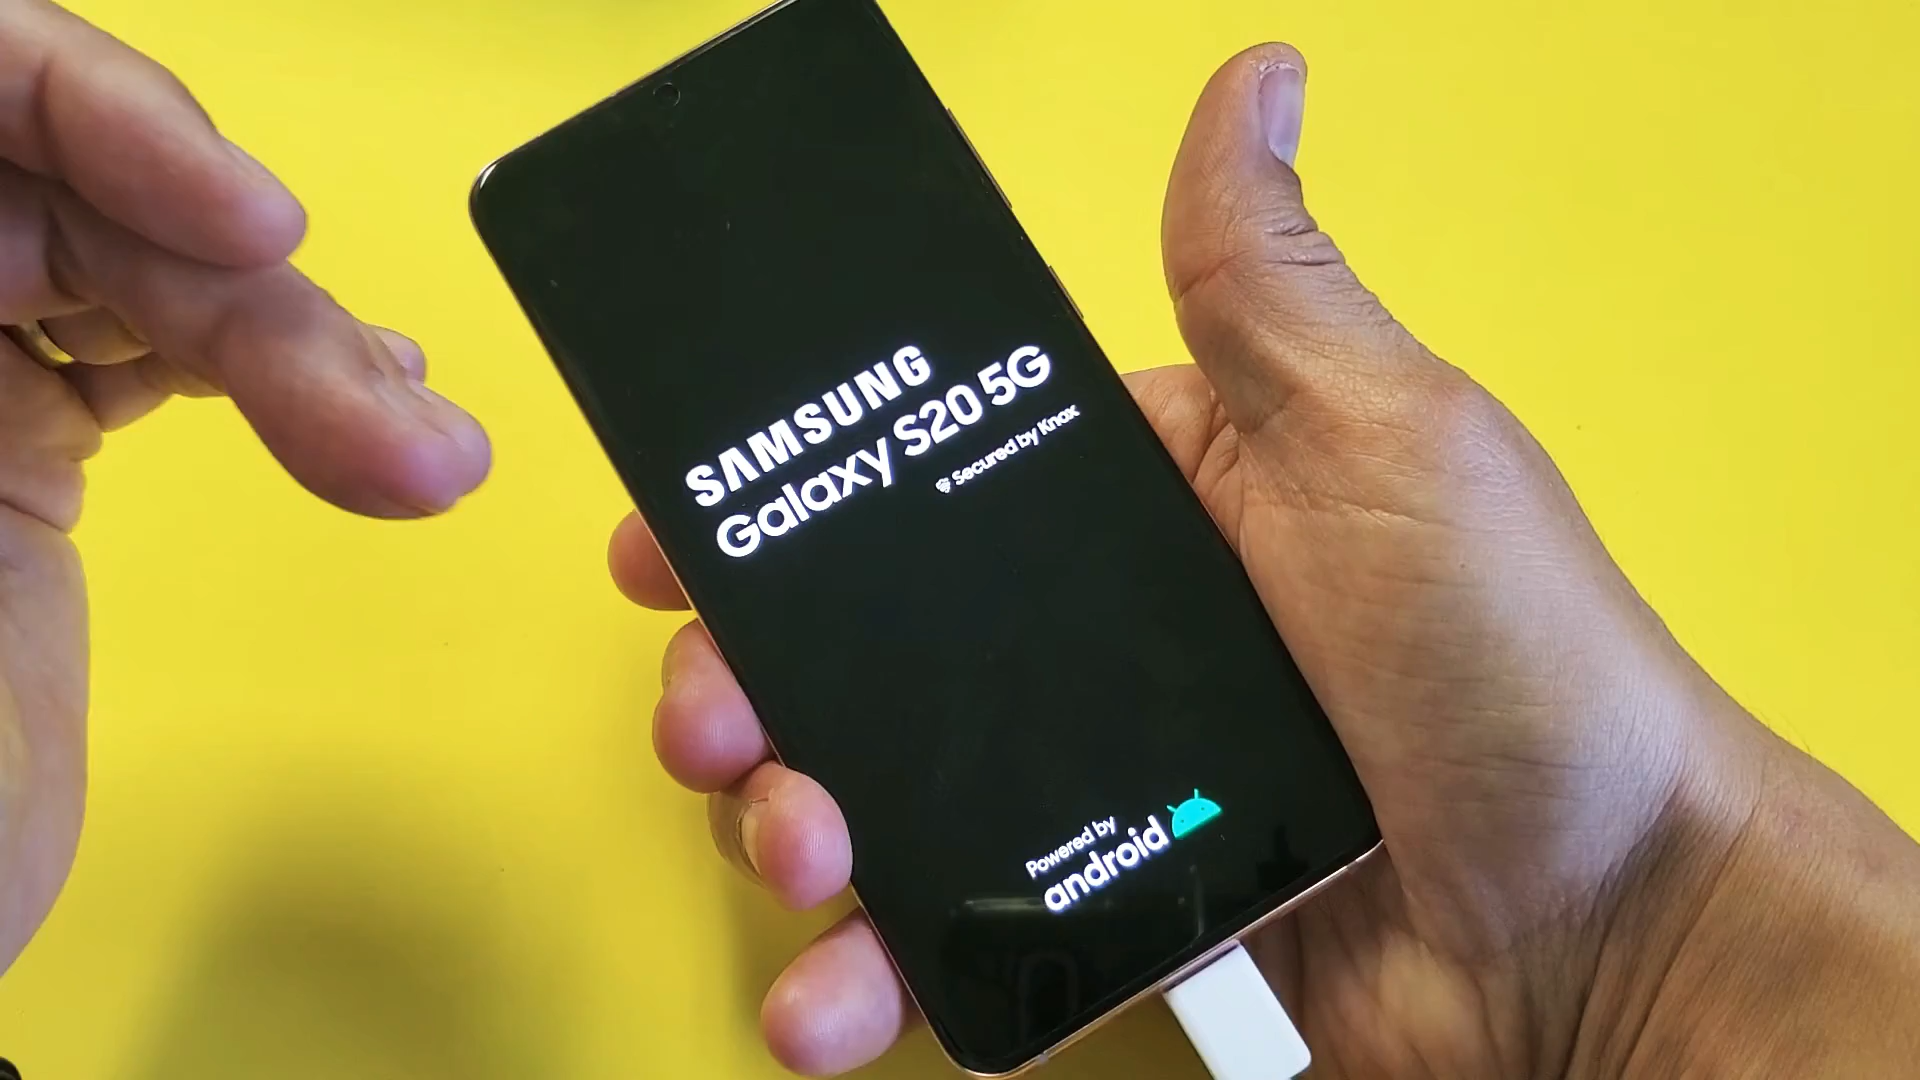 SAMSUNG
Galaxy S20 5G
Secured by Knox
Powered by
android